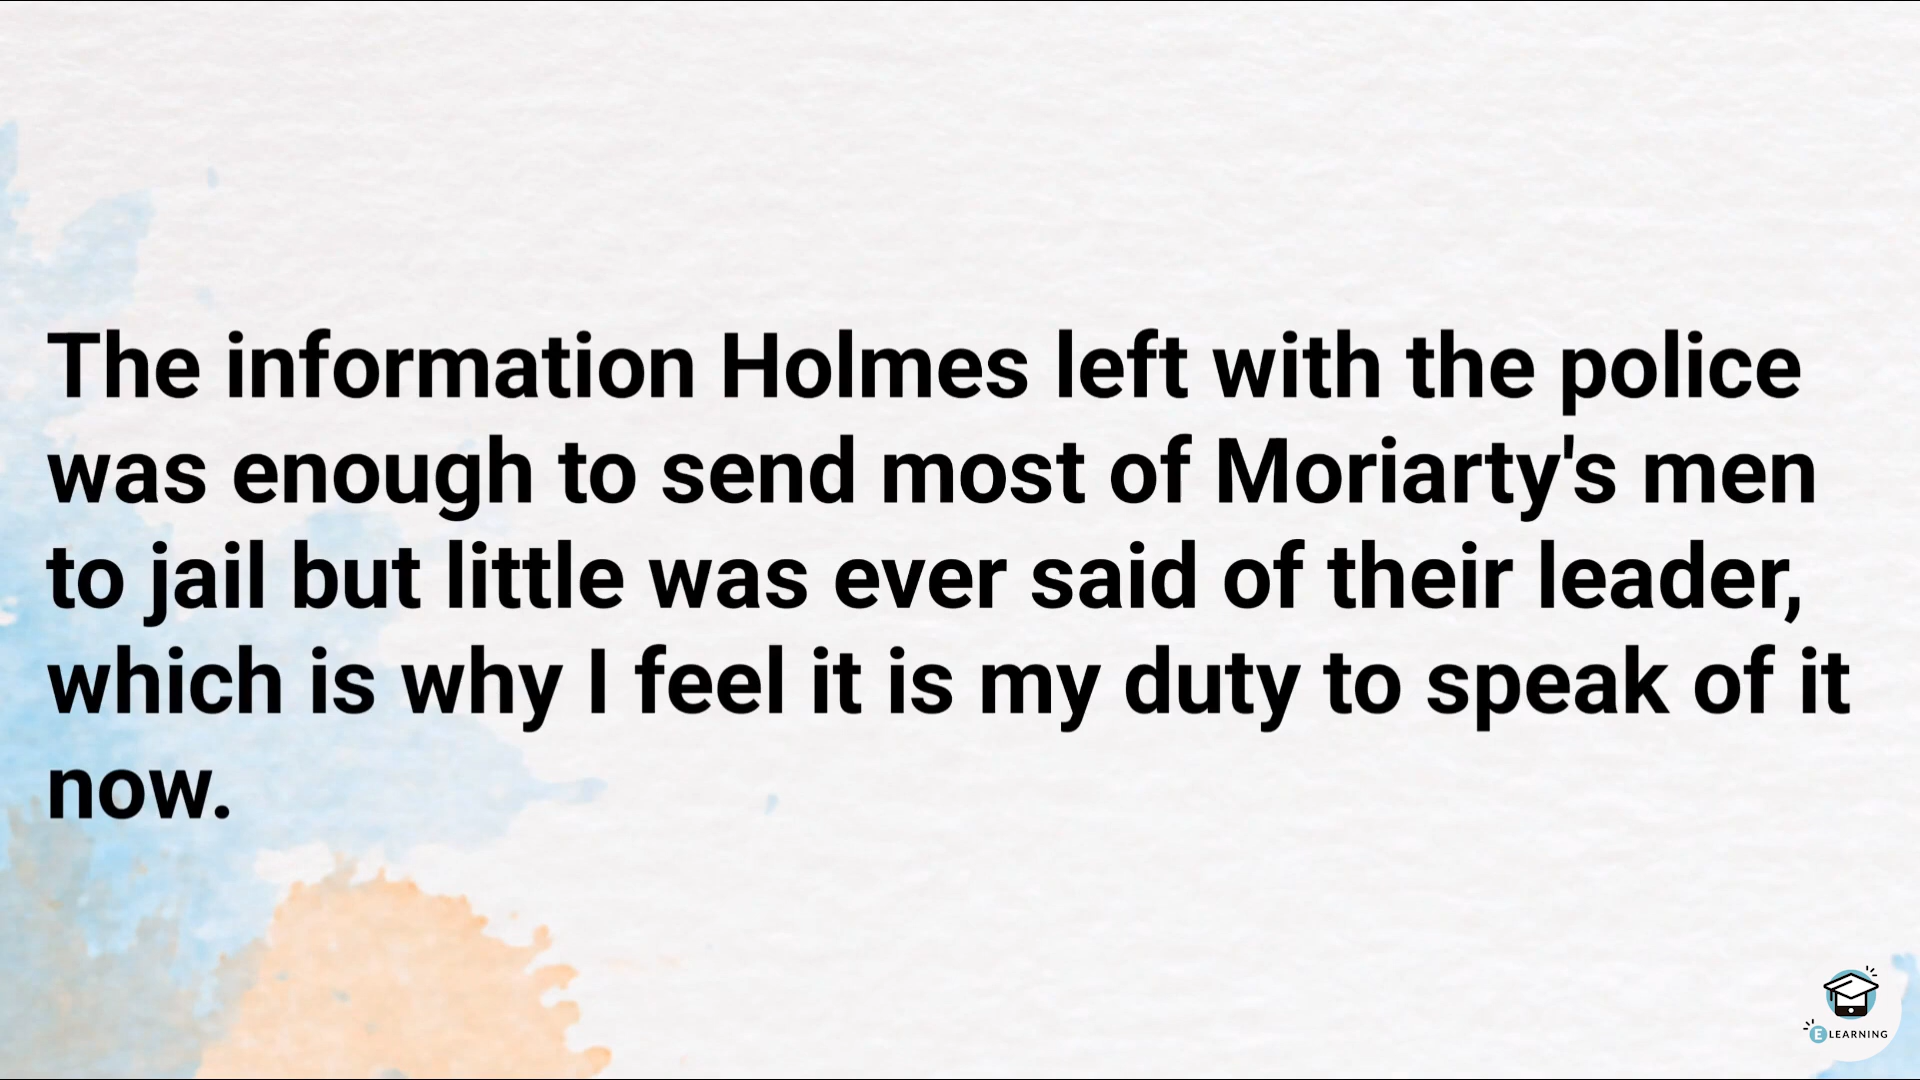 The information Holmes left with the police
was enough to send most of Moriarty's men
to jail but little was ever said of their leader,
which is why I feel it is my duty to speak of it
now.
E LEARNING